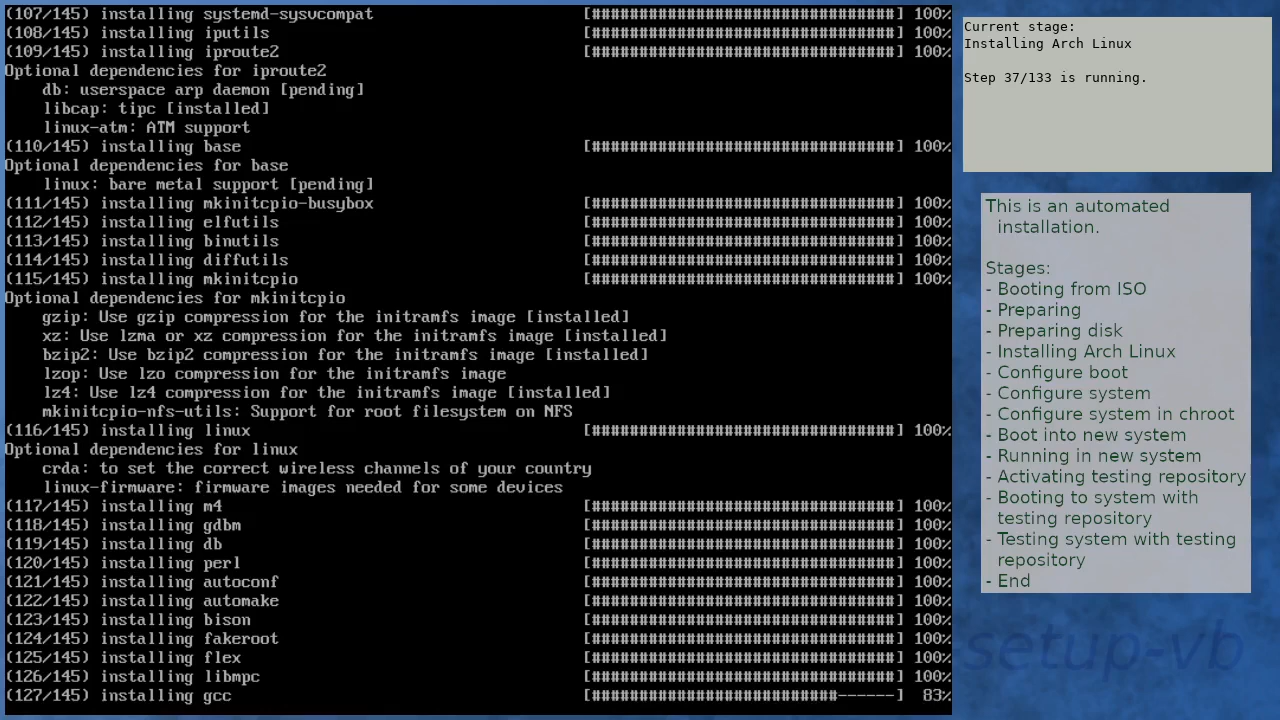 (107/145) installing systemd-sysvcompat [################################] 100%
(108/145) installing iputils [################################] 100%
(109/145) installing iproute2 [################################] 100%
Optional dependencies for iproute2
db: userspace arp daemon [pending]
libcap: tipc [installed]
linux-atm: ATM support
(110/145) installing base [################################] 100%
Optional dependencies for base
linux: bare metal support [pending]
(111/145) installing mkinitcpio-busybox [################################] 100%
(112/145) installing elfutils [################################] 100%
(113/145) installing binutils [################################] 100%
(114/145) installing diffutils [################################] 100%
(115/145) installing mkinitcpio [################################] 100%
Optional dependencies for mkinitcpio
gzip: Use gzip compression for the initramfs image [installed]
xz: Use lzma or xz compression for the initramfs image [installed]
bzip2: Use bzip2 compression for the initramfs image [installed]
lzop: Use lzo compression for the initramfs image
lz4: Use lz4 compression for the initramfs image [installed]
mkinitcpio-nfs-utils: Support for root filesystem on NFS
(116/145) installing linux [################################] 100%
Optional dependencies for linux
crda: to set the correct wireless channels of your country
linux-firmware: firmware images needed for some devices
(117/145) installing m4 [################################] 100%
(118/145) installing gdbm [################################] 100%
(119/145) installing db [################################] 100%
(120/145) installing perl [################################] 100%
(121/145) installing autoconf [################################] 100%
(122/145) installing automake [################################] 100%
(123/145) installing bison [################################] 100%
(124/145) installing fakeroot [################################] 100%
(125/145) installing flex [################################] 100%
(126/145) installing libmpc [################################] 100%
(127/145) installing gcc [##########################------] 83%
Current stage:
Installing Arch Linux
Step 37/133 is running.
This is an automated
installation.
Stages:
- Booting from ISO
- Preparing
- Preparing disk
- Installing Arch Linux
- Configure boot
- Configure system
- Configure system in chroot
- Boot into new system
- Running in new system
- Activating testing repository
- Booting to system with
testing repository
- Testing system with testing
repository
- End
setup-vb